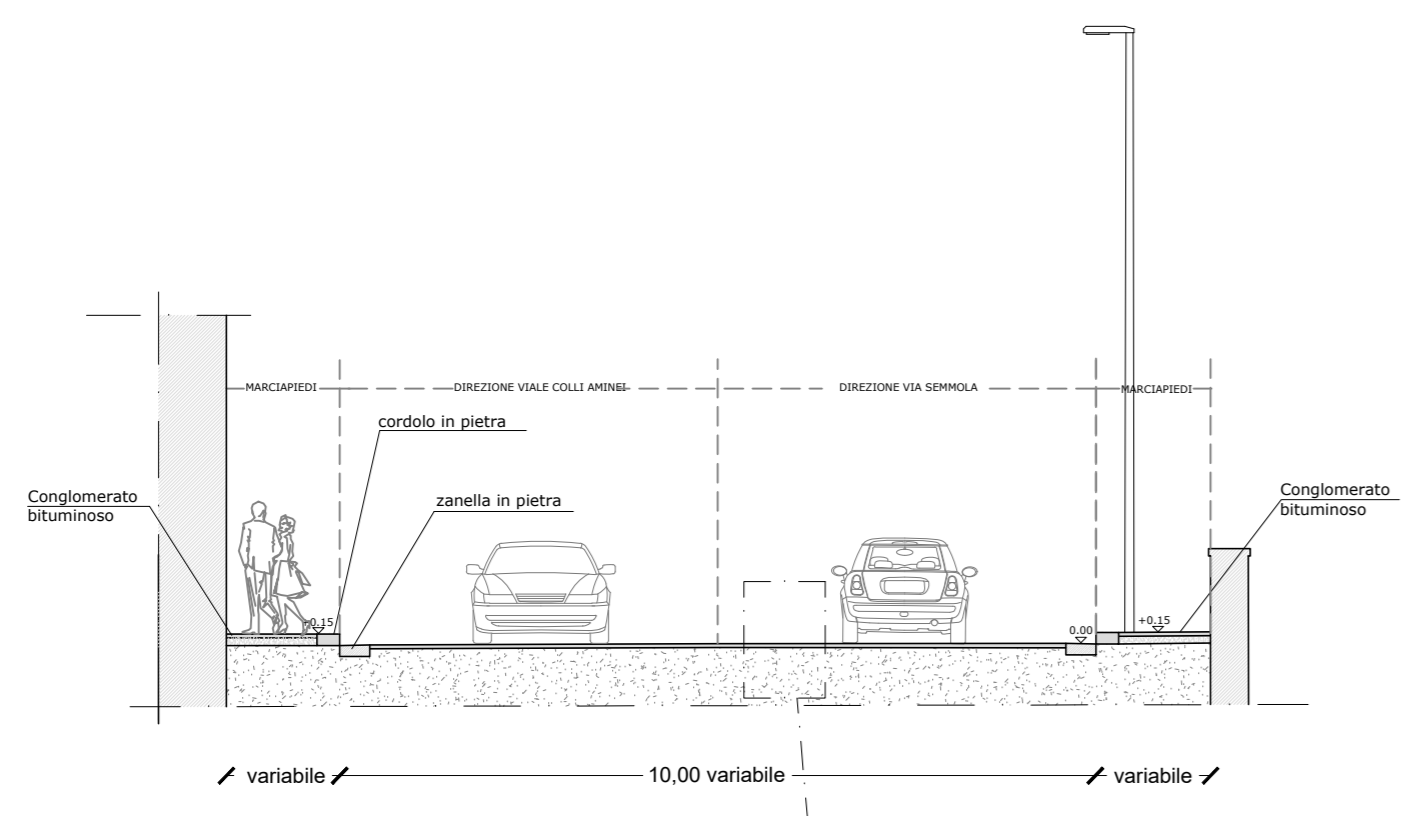 MARCIAPIEDI
DIREZIONE VIALE COLLI AMINEI
DIREZIONE VIA SEMMOLA
MARCIAPIEDI
cordolo in pietra
zanella in pietra
Conglomerato
bituminoso
Conglomerato
bituminoso
+0.15
0.00
+0.15
variabile
10,00 variabile
variabile